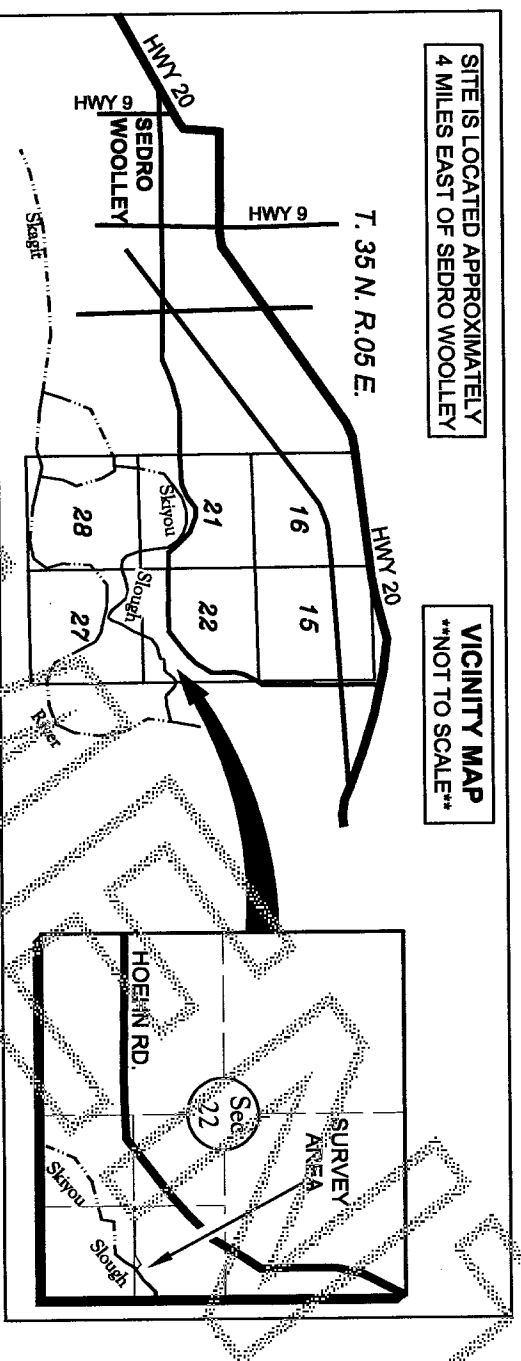 SITE IS LOCATED APPROXIMATELY
4 MILES EAST OF SEDRO WOOLLEY
VICINITY MAP
**NOT TO SCALE**
T. 35 N. R.05 E.
HWY 20
HWY 9
HWY 9
SEDRO
WOOLLEY
HWY 20
16
15
21
22
28
27
Skagit
Skiyou
Slough
River
HOEHN RD.
Sec
22
SURVEY
AREA
Skiyou
Slough